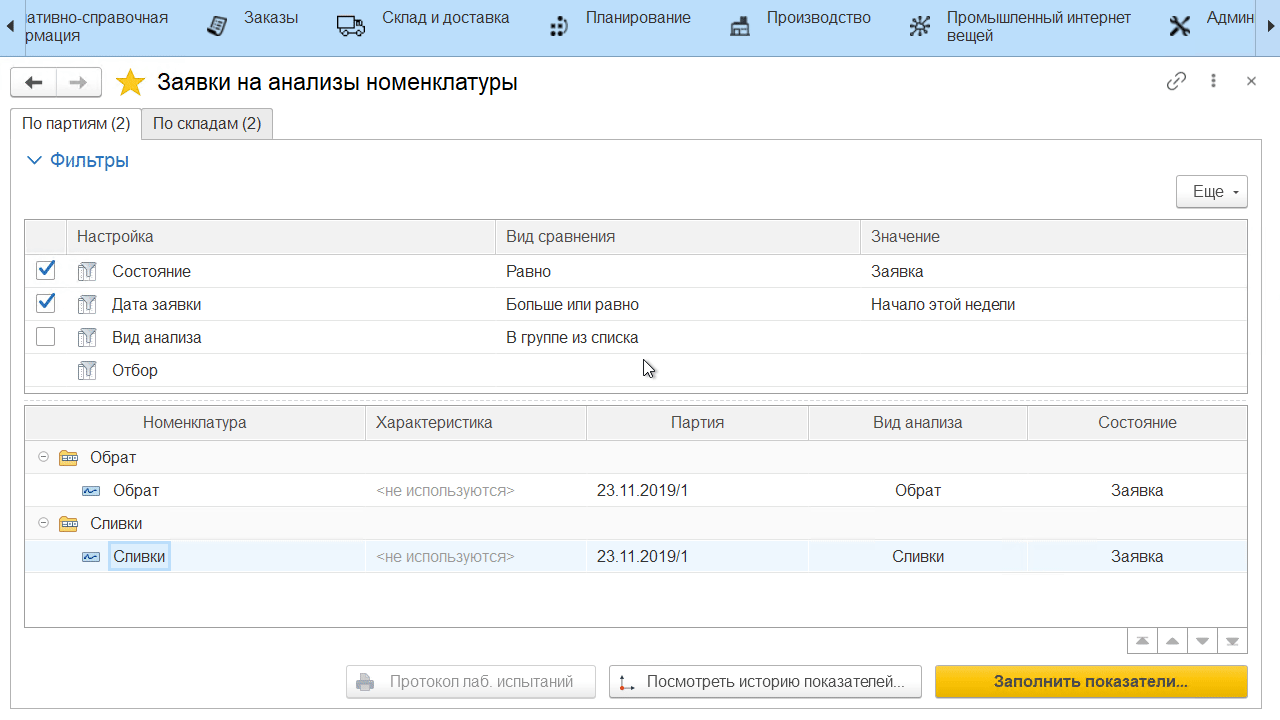 ативно-справочная
рмация
Заказы
Склад и доставка
Планирование
Производство
Промышленный интернет
вещей
Админ
Заявки на анализы номенклатуры
По партиям (2)
По складам (2)
Фильтры
Еще
Настройка Вид сравнения Значение
Состояние Равно Заявка
Дата заявки Больше или равно Начало этой недели
Вид анализа В группе из списка
Отбор
Номенклатура Характеристика Партия Вид анализа Состояние
Обрат
Обрат <не используются> 23.11.2019/1 Обрат Заявка
Сливки
Сливки <не используются> 23.11.2019/1 Сливки Заявка
Протокол лаб. испытаний
Посмотреть историю показателей...
Заполнить показатели...